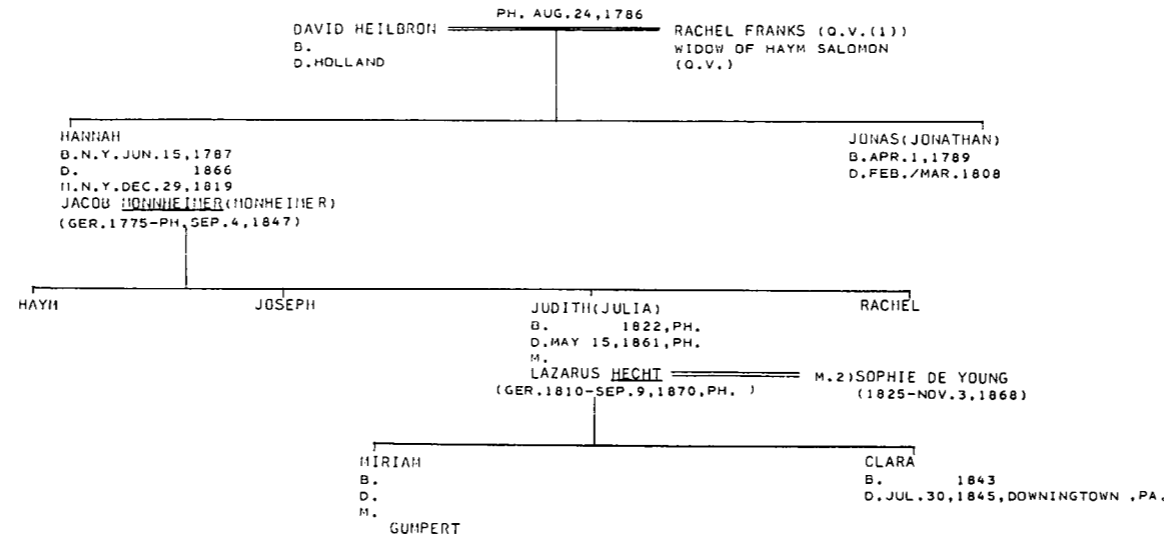 PH. AUG.24,1786
DAVID HEILBRON
B.
D.HOLLAND
RACHEL FRANKS (Q.V.(1))
WIDOW OF HAYM SALOMON
(Q.V.)
HANNAH
B.N.Y.JUN.15,1787
D. 1866
M.N.Y.DEC.29,1819
JACOB MONNHEIMER(MONHEIMER)
(GER.1775-PH,SEP.4,1847)
JONAS(JONATHAN)
B.APR.1,1789
D.FEB./MAR.1808
HAYM
JOSEPH
JUDITH(JULIA)
B. 1822,PH.
D.MAY 15,1861,PH.
M.
LAZARUS HECHT
(GER.1810-SEP.9,1870,PH. )
M.2)SOPHIE DE YOUNG
(1825-NOV.3,1868)
RACHEL
MIRIAM
B.
D.
M.
GUMPERT
CLARA
B. 1843
D.JUL.30,1845,DOWNINGTOWN ,PA.